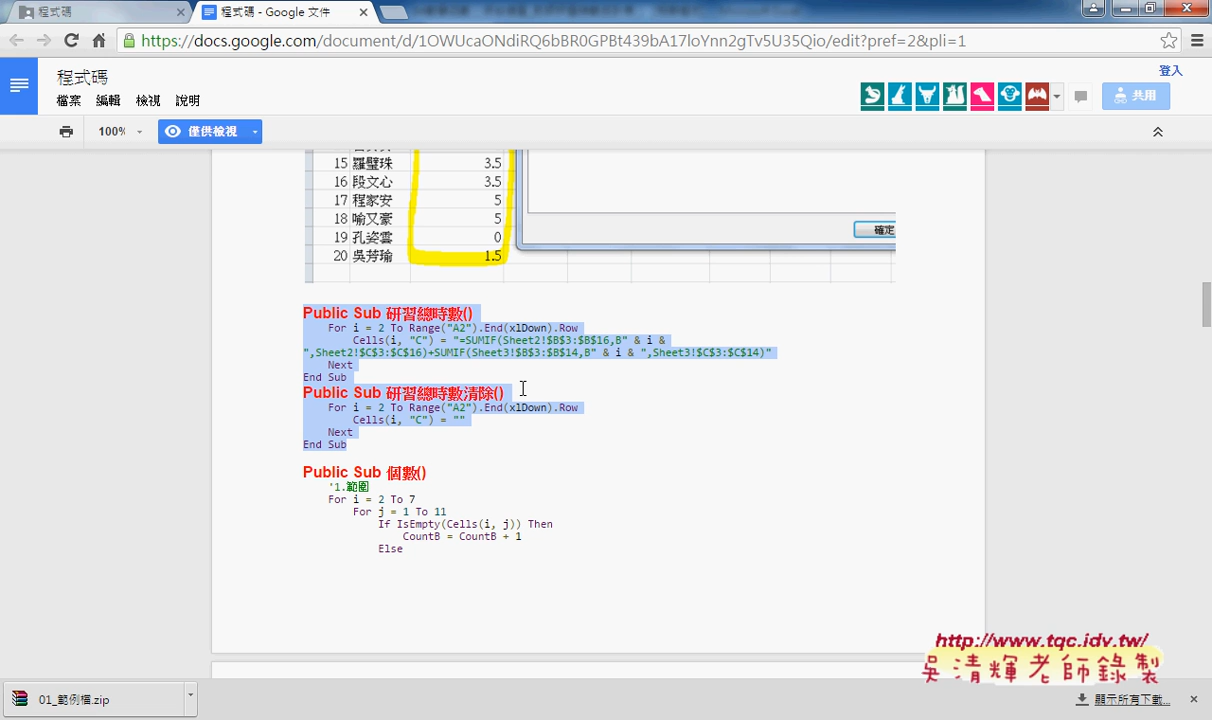 程式碼
程式碼 - Google 文件
https://docs.google.com/document/d/1OWUcaONdiRQ6bBR0GPBt439bA17loYnn2gTv5U35Qio/edit?pref=2&pli=1
登入
程式碼
檔案 編輯 檢視 說明
共用
100% 僅供檢視
15 羅璧珠 3.5
16 段文心 3.5
17 程家安 5
18 喻又豪 5
19 孔姿雲 0
20 吳芳瑜 1.5
確定
Public Sub 研習總時數()
For i = 2 To Range("A2").End(xlDown).Row
Cells(i, "C") = "=SUMIF(Sheet2!$B$3:$B$16,B" & i &
",Sheet2!$C$3:$C$16)+SUMIF(Sheet3!$B$3:$B$14,B" & i & ",Sheet3!$C$3:$C$14)"
Next
End Sub
Public Sub 研習總時數清除()
For i = 2 To Range("A2").End(xlDown).Row
Cells(i, "C") = ""
Next
End Sub
Public Sub 個數()
'1.範圍
For i = 2 To 7
For j = 1 To 11
If IsEmpty(Cells(i, j)) Then
CountB = CountB + 1
Else
http://www.tqc.idv.tw/
吳清輝老師錄製
01_範例檔.zip
顯示所有下載...